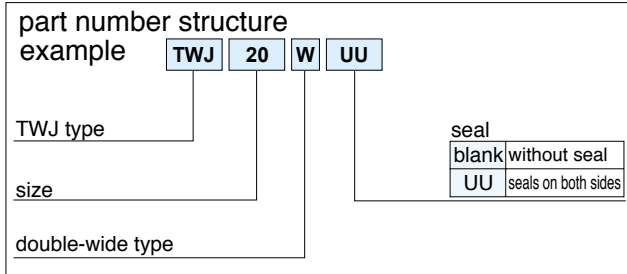 part number structure
example TWJ 20 W UU
TWJ type
seal
blank without seal
UU seals on both sides
size
double-wide type